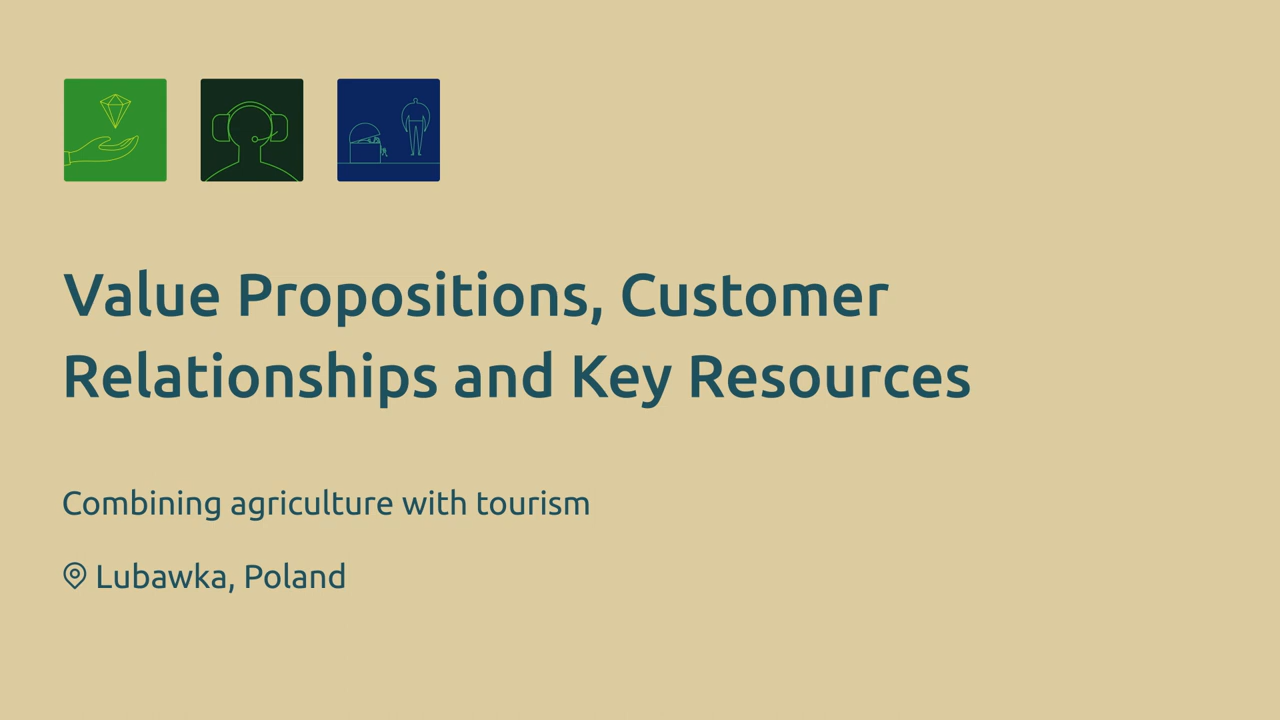 Value Propositions, Customer
Relationships and Key Resources
Combining agriculture with tourism
Lubawka, Poland